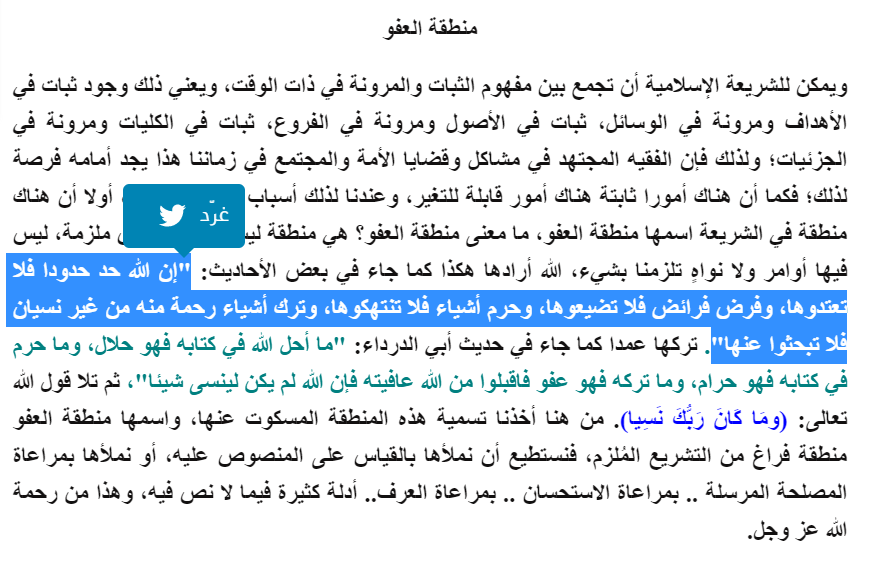 منطقة العفو
ويمكن للشريعة الإسلامية أن تجمع بين مفهوم الثبات والمرونة في ذات الوقت، ويعني ذلك وجود ثبات في
الأهداف ومرونة في الوسائل، ثبات في الأصول ومرونة في الفروع، ثبات في الكليات ومرونة في
الجزئيات؛ ولذلك فإن الفقيه المجتهد في مشاكل وقضايا الأمة والمجتمع في زماننا هذا يجد أمامه فرصة
لذلك؛ فكما أن هناك أمورا ثابتة هناك أمور قابلة للتغير، وعندنا لذلك أسباب أولا أن هناك
غرّد
منطقة في الشريعة اسمها منطقة العفو، ما معنى منطقة العفو؟ هي منطقة ملزمة، ليس
فيها أوامر ولا نواهٍ تلزمنا بشيء، الله أرادها هكذا كما جاء في بعض الأحاديث: "إن الله حد حدودا فلا
تعتدوها، وفرض فرائض فلا تضيعوها، وحرم أشياء فلا تنتهكوها، وترك أشياء رحمة منه من غير نسيان
فلا تبحثوا عنها". تركها عمدا كما جاء في حديث أبي الدرداء: "ما أحل الله في كتابه فهو حلال، وما حرم
في كتابه فهو حرام، وما تركه فهو عفو فاقبلوا من الله عافيته فإن الله لم يكن لينسى شيئا"، ثم تلا قول الله
تعالى: (ومَا كَانَ رَبُّكَ نَسِيا). من هنا أخذنا تسمية هذه المنطقة المسكوت عنها، واسمها منطقة العفو
منطقة فراغ من التشريع المُلزم، فنستطيع أن نملأها بالقياس على المنصوص عليه، أو نملأها بمراعاة
المصلحة المرسلة .. بمراعاة الاستحسان .. بمراعاة العرف.. أدلة كثيرة فيما لا نص فيه، وهذا من رحمة
الله عز وجل.